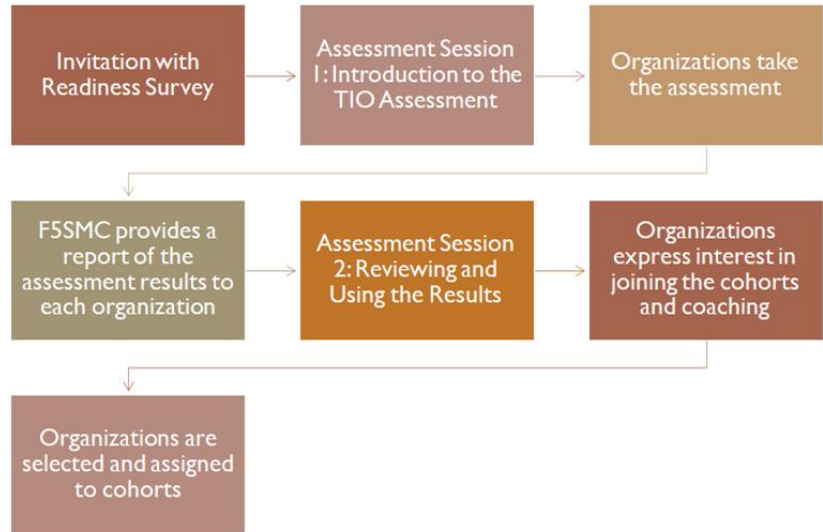 Invitation with
Readiness Survey
Assessment Session
1: Introduction to the
TIO Assessment
Organizations take
the assessment
F5SMC provides a
report of the
assessment results to
each organization
Assessment Session
2: Reviewing and
Using the Results
Organizations
express interest in
joining the cohorts
and coaching
Organizations are
selected and assigned
to cohorts